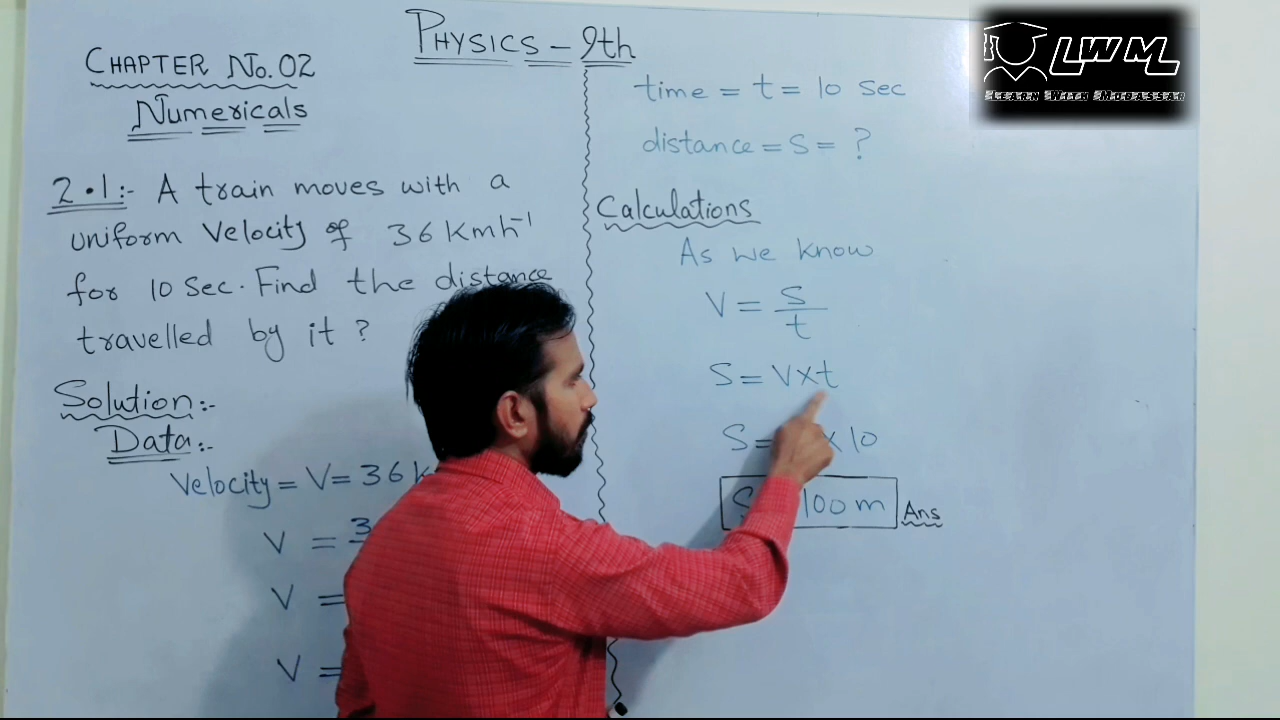 PHYSICS - 9th
CHAPTER No. 02
Numericals
2.1:- A train moves with a
uniform Velocity of 36 Kmh⁻¹
for 10 Sec. Find the distance
travelled by it ?
Solution:-
Data:-
Velocity = V = 36
V = 3
V =
V =
time = t = 10 sec
distance = S = ?
Calculations
As we know
V = S/t
S = V×t
S = × 10
S 100 m Ans
LWM
Learn With Mudassar